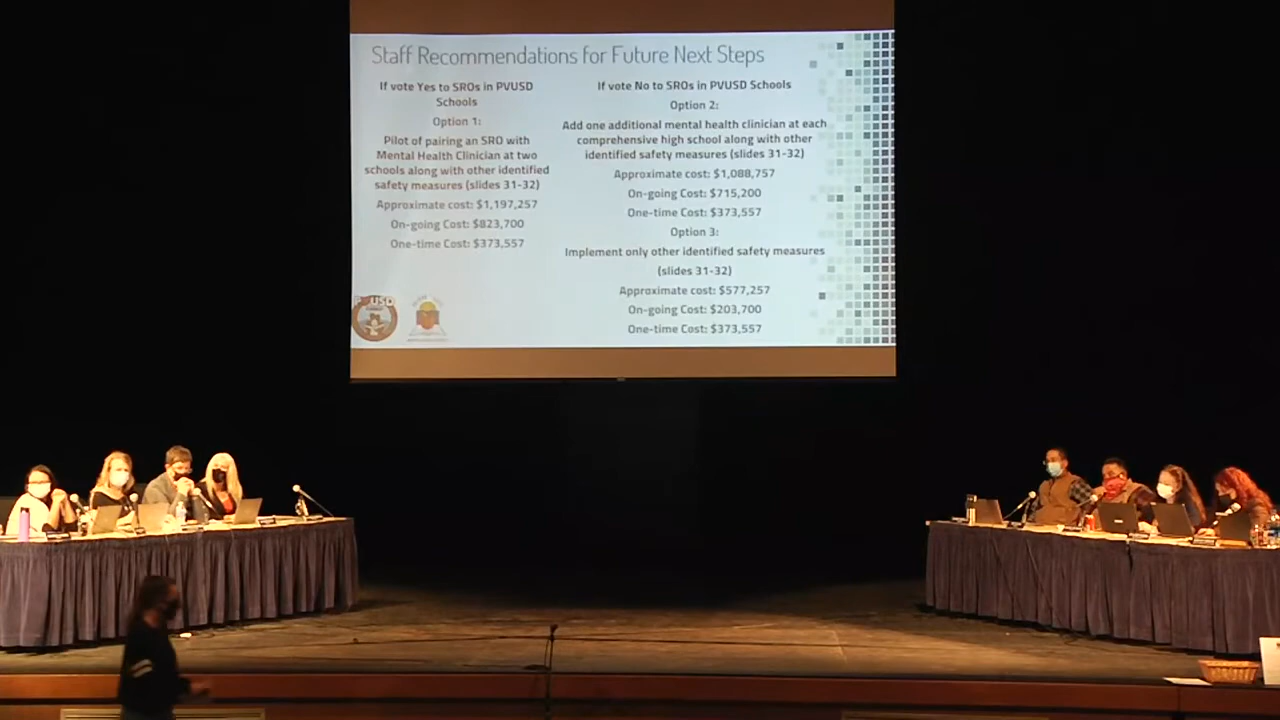 Staff Recommendations for Future Next Steps
If vote Yes to SROs in PVUSD
Schools
Option 1:
Pilot of pairing an SRO with
Mental Health Clinician at two
schools along with other identified
safety measures (slides 31-32)
Approximate cost: $1,197,257
On-going Cost: $823,700
One-time Cost: $373,557
If vote No to SROs in PVUSD Schools
Option 2:
Add one additional mental health clinician at each
comprehensive high school along with other
identified safety measures (slides 31-32)
Approximate cost: $1,088,757
On-going Cost: $715,200
One-time Cost: $373,557
Option 3:
Implement only other identified safety measures
(slides 31-32)
Approximate cost: $577,257
On-going Cost: $203,700
One-time Cost: $373,557